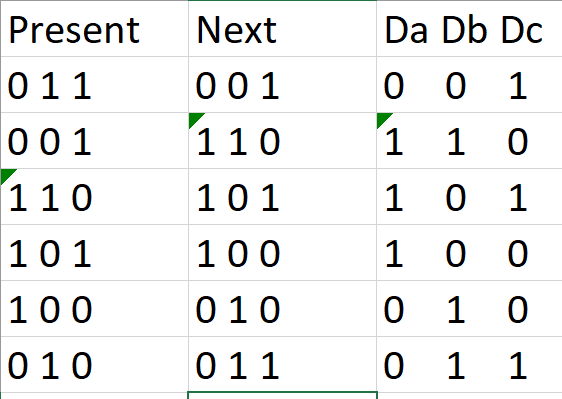 Present Next Da Db Dc
0 1 1 0 0 1 0 0 1
0 0 1 1 1 0 1 1 0
1 1 0 1 0 1 1 0 1
1 0 1 1 0 0 1 0 0
1 0 0 0 1 0 0 1 0
0 1 0 0 1 1 0 1 1